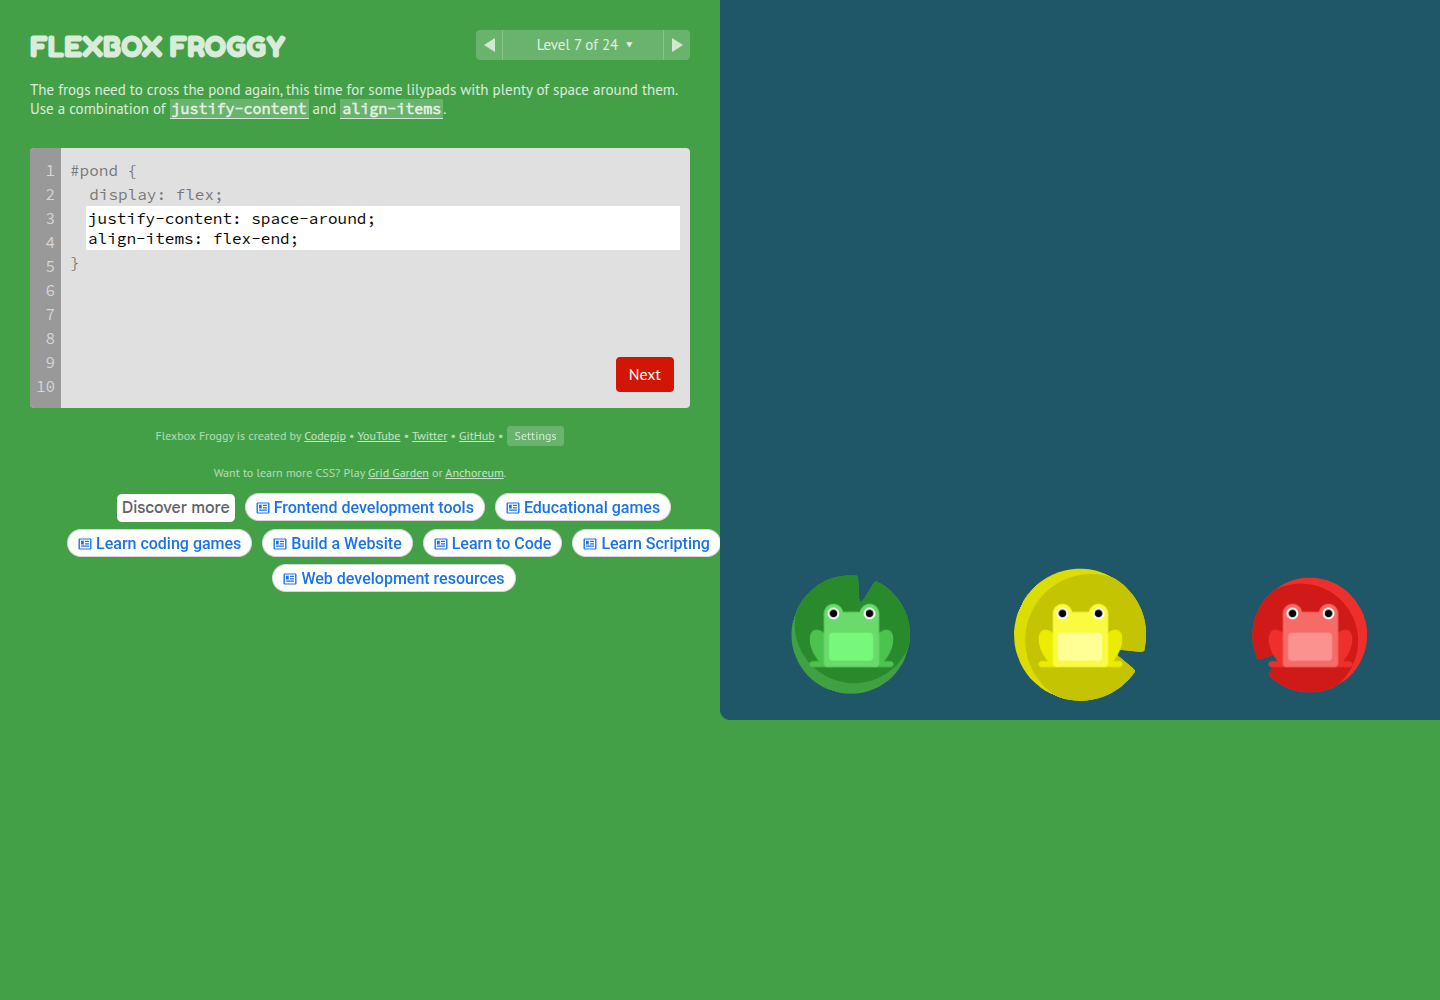 FLEXBOX FROGGY
Level 7 of 24 ▼
The frogs need to cross the pond again, this time for some lilypads with plenty of space around them.
Use a combination of justify-content and align-items.
1 #pond {
2 display: flex;
3 justify-content: space-around;
4 align-items: flex-end;
5 }
6
7
8
9
10
Next
Flexbox Froggy is created by Codepip • YouTube • Twitter • GitHub • Settings
Want to learn more CSS? Play Grid Garden or Anchoreum.
Discover more Frontend development tools Educational games
Learn coding games Build a Website Learn to Code Learn Scripting
Web development resources